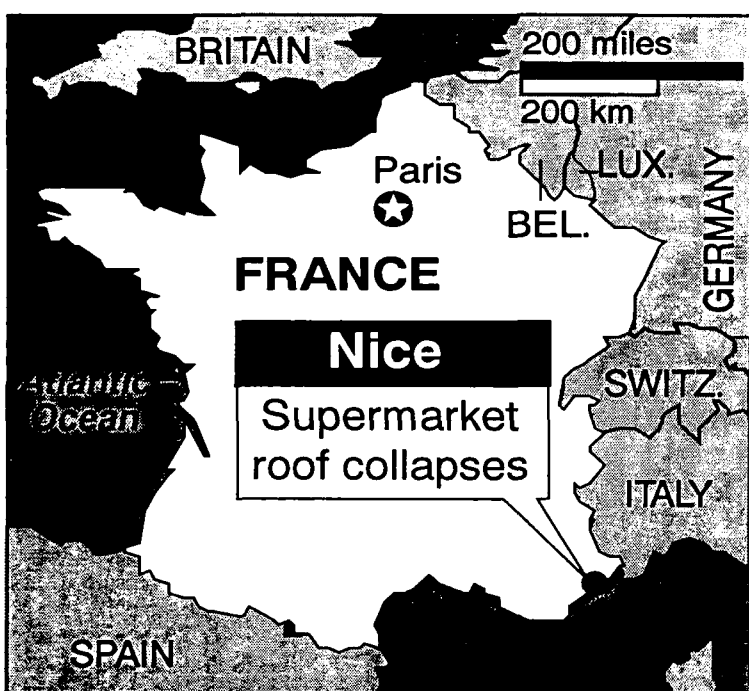 BRITAIN
200 miles
200 km
Paris
LUX.
BEL.
GERMANY
FRANCE
Nice
Supermarket
roof collapses
Atlantic
Ocean
SWITZ.
ITALY
SPAIN